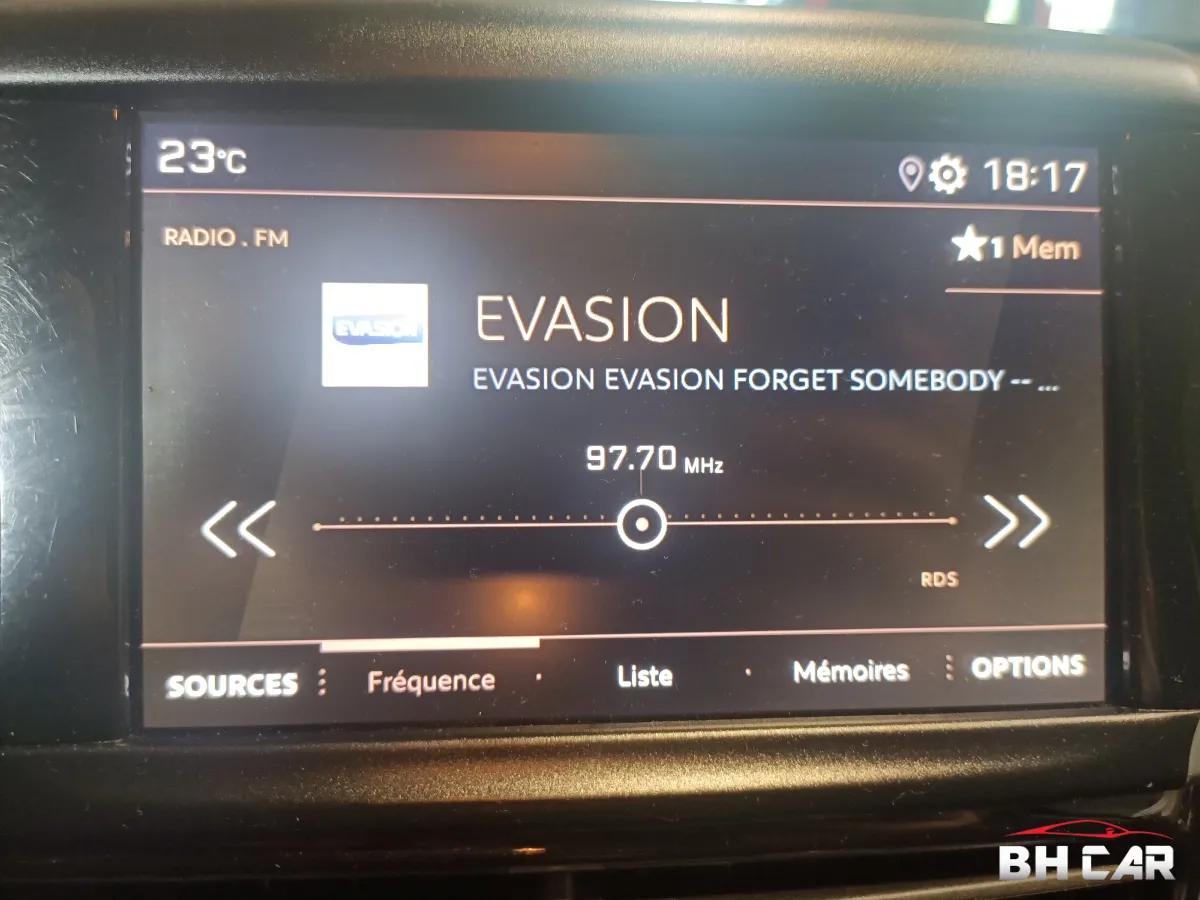 23°C
18:17
RADIO . FM
1 Mem
EVASION
EVASION
EVASION EVASION FORGET SOMEBODY -- ...
97.70 MHz
RDS
SOURCES
Fréquence
Liste
Mémoires
OPTIONS
BH CAR